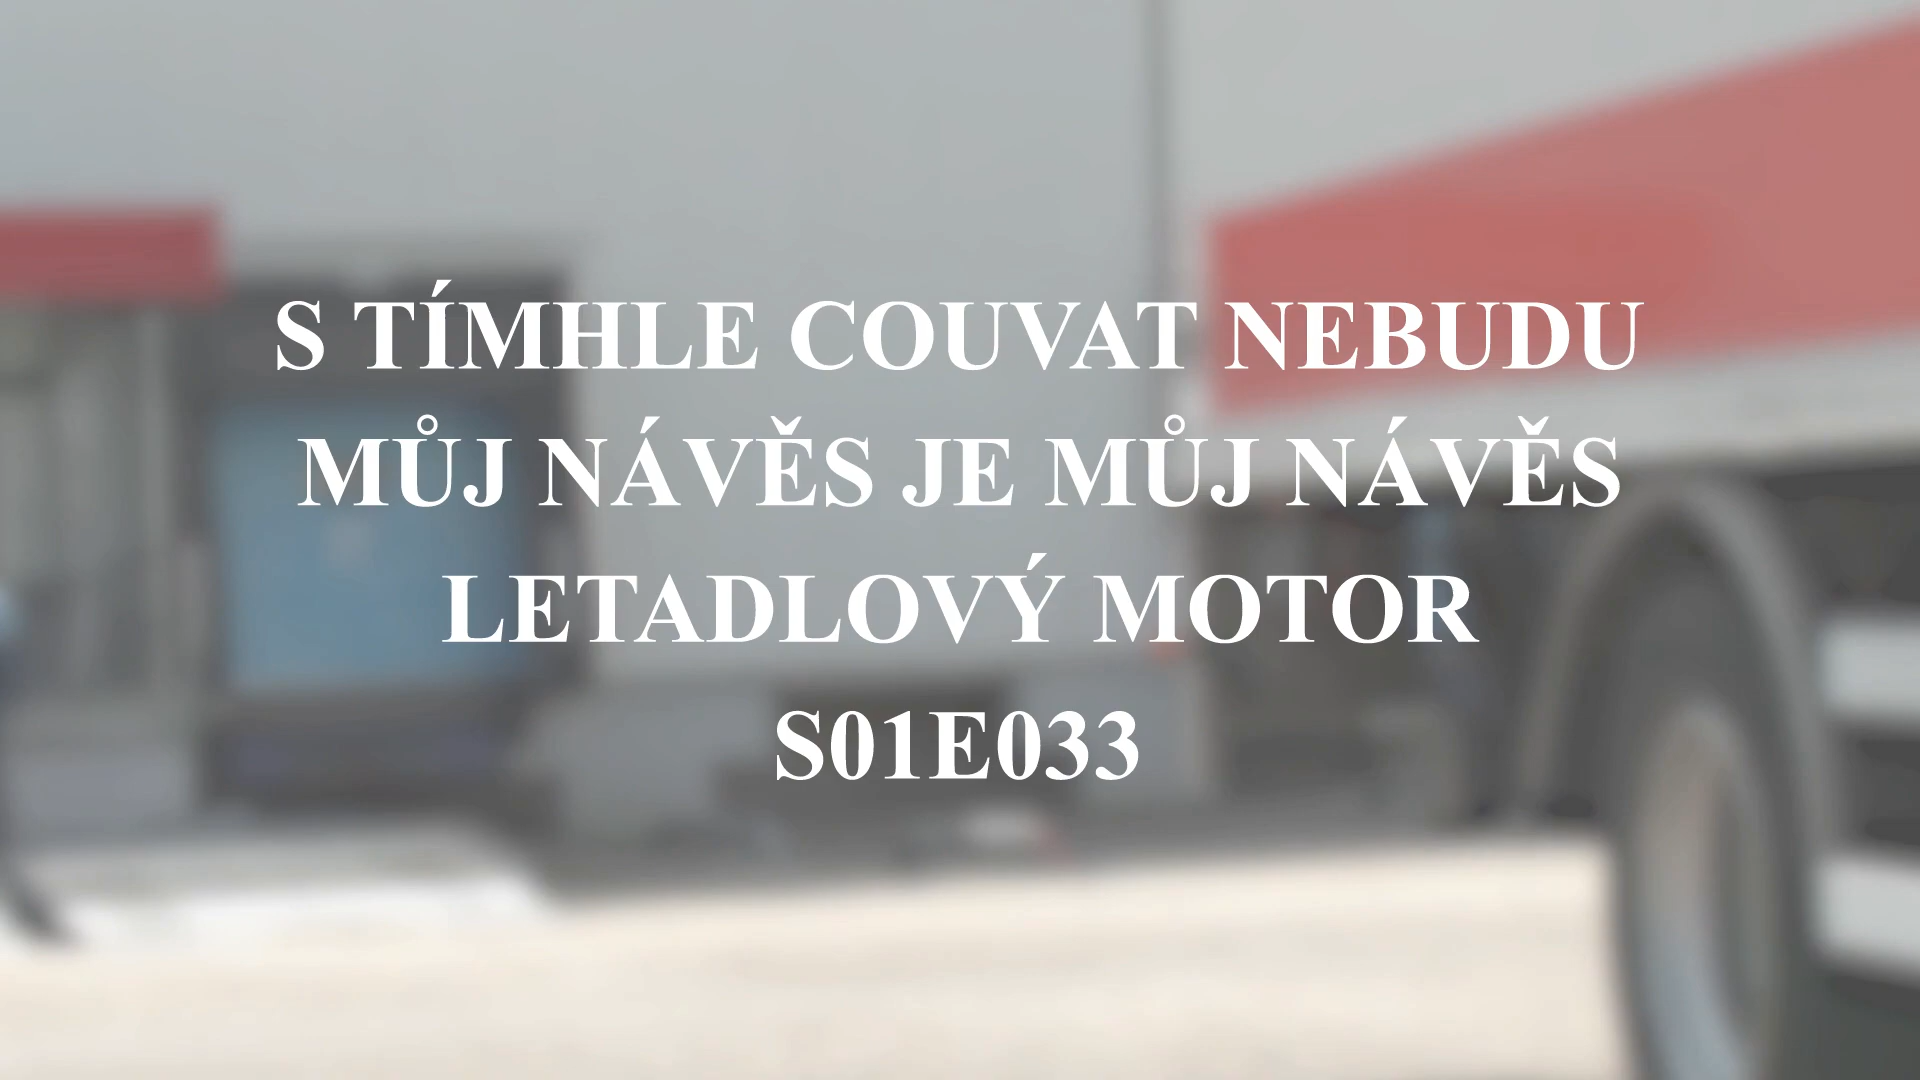 S TÍMHLE COUVAT NEBUDU
MŮJ NÁVĚS JE MŮJ NÁVĚS
LETADLOVÝ MOTOR
S01E033